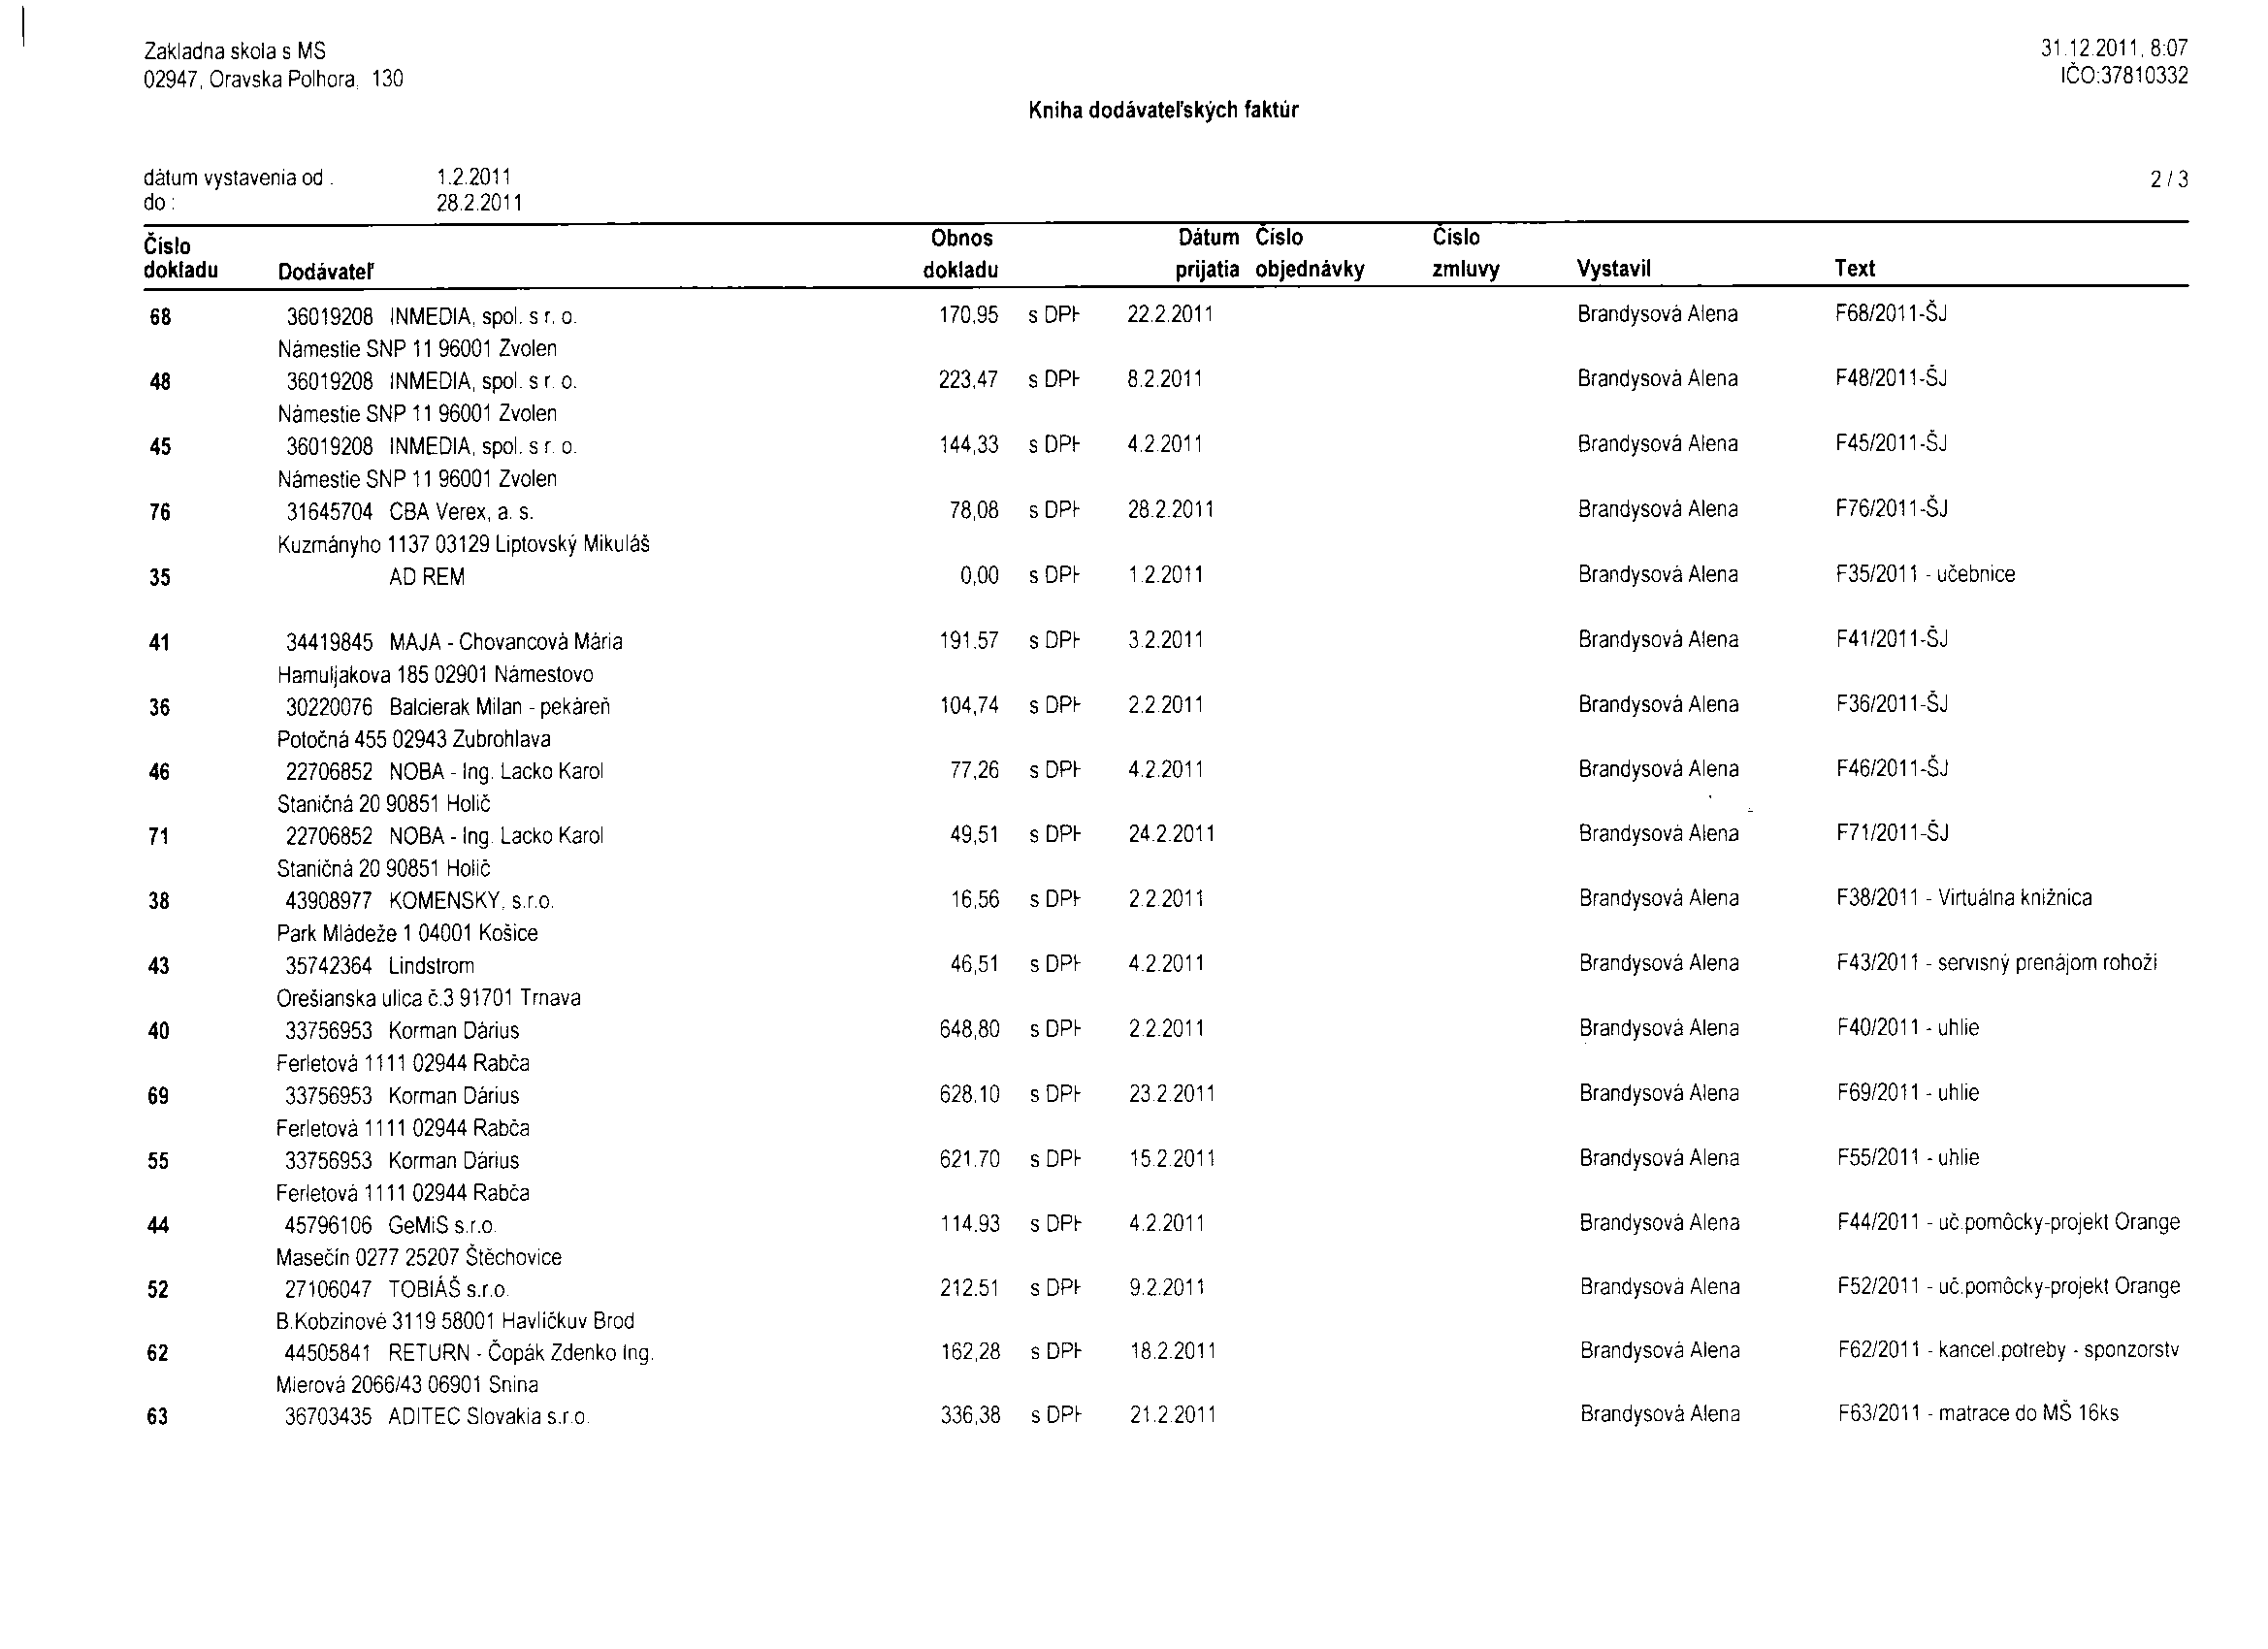 Zakladna skola s MS
31.12.2011, 8:07
02947, Oravska Polhora, 130
IČO:37810332
Kniha dodávateľských faktúr
dátum vystavenia od . 1.2.2011
2 / 3
do : 28.2.2011
Číslo Obnos Dátum Číslo Číslo
dokladu Dodávateľ dokladu prijatia objednávky zmluvy Vystavil Text
68 36019208 INMEDIA, spol. s r. o. 170,95 s DPH 22.2.2011 Brandysová Alena F68/2011-ŠJ
Námestie SNP 11 96001 Zvolen
48 36019208 INMEDIA, spol. s r. o. 223,47 s DPH 8.2.2011 Brandysová Alena F48/2011-ŠJ
Námestie SNP 11 96001 Zvolen
45 36019208 INMEDIA, spol. s r. o. 144,33 s DPH 4.2.2011 Brandysová Alena F45/2011-ŠJ
Námestie SNP 11 96001 Zvolen
76 31645704 CBA Verex, a. s. 78,08 s DPH 28.2.2011 Brandysová Alena F76/2011-ŠJ
Kuzmányho 1137 03129 Liptovský Mikuláš
35 AD REM 0,00 s DPH 1.2.2011 Brandysová Alena F35/2011 - učebnice
41 34419845 MAJA - Chovancová Mária 191.57 s DPH 3.2.2011 Brandysová Alena F41/2011-ŠJ
Hamuljakova 185 02901 Námestovo
36 30220076 Balcierak Milan - pekáreň 104,74 s DPH 2.2.2011 Brandysová Alena F36/2011-ŠJ
Potočná 455 02943 Zubrohlava
46 22706852 NOBA - Ing. Lacko Karol 77,26 s DPH 4.2.2011 Brandysová Alena F46/2011-ŠJ
Staničná 20 90851 Holíč
71 22706852 NOBA - Ing. Lacko Karol 49,51 s DPH 24.2.2011 Brandysová Alena F71/2011-ŠJ
Staničná 20 90851 Holíč
38 43908977 KOMENSKY, s.r.o. 16,56 s DPH 2.2.2011 Brandysová Alena F38/2011 - Virtuálna knižnica
Park Mládeže 1 04001 Košice
43 35742364 Lindstrom 46,51 s DPH 4.2.2011 Brandysová Alena F43/2011 - servisný prenájom rohoží
Orešianska ulica č.3 91701 Trnava
40 33756953 Korman Dárius 648,80 s DPH 2.2.2011 Brandysová Alena F40/2011 - uhlie
Ferletová 1111 02944 Rabča
69 33756953 Korman Dárius 628,10 s DPH 23.2.2011 Brandysová Alena F69/2011 - uhlie
Ferletová 1111 02944 Rabča
55 33756953 Korman Dárius 621.70 s DPH 15.2.2011 Brandysová Alena F55/2011 - uhlie
Ferletová 1111 02944 Rabča
44 45796106 GeMiS s.r.o. 114.93 s DPH 4.2.2011 Brandysová Alena F44/2011 - uč.pomôcky-projekt Orange
Masečín 0277 25207 Štěchovice
52 27106047 TOBIÁŠ s.r.o. 212.51 s DPH 9.2.2011 Brandysová Alena F52/2011 - uč.pomôcky-projekt Orange
B.Kobzinové 3119 58001 Havlíčkuv Brod
62 44505841 RETURN - Čopák Zdenko Ing. 162,28 s DPH 18.2.2011 Brandysová Alena F62/2011 - kancel.potreby - sponzorstv
Mierová 2066/43 06901 Snina
63 36703435 ADITEC Slovakia s.r.o. 336,38 s DPH 21.2.2011 Brandysová Alena F63/2011 - matrace do MŠ 16ks